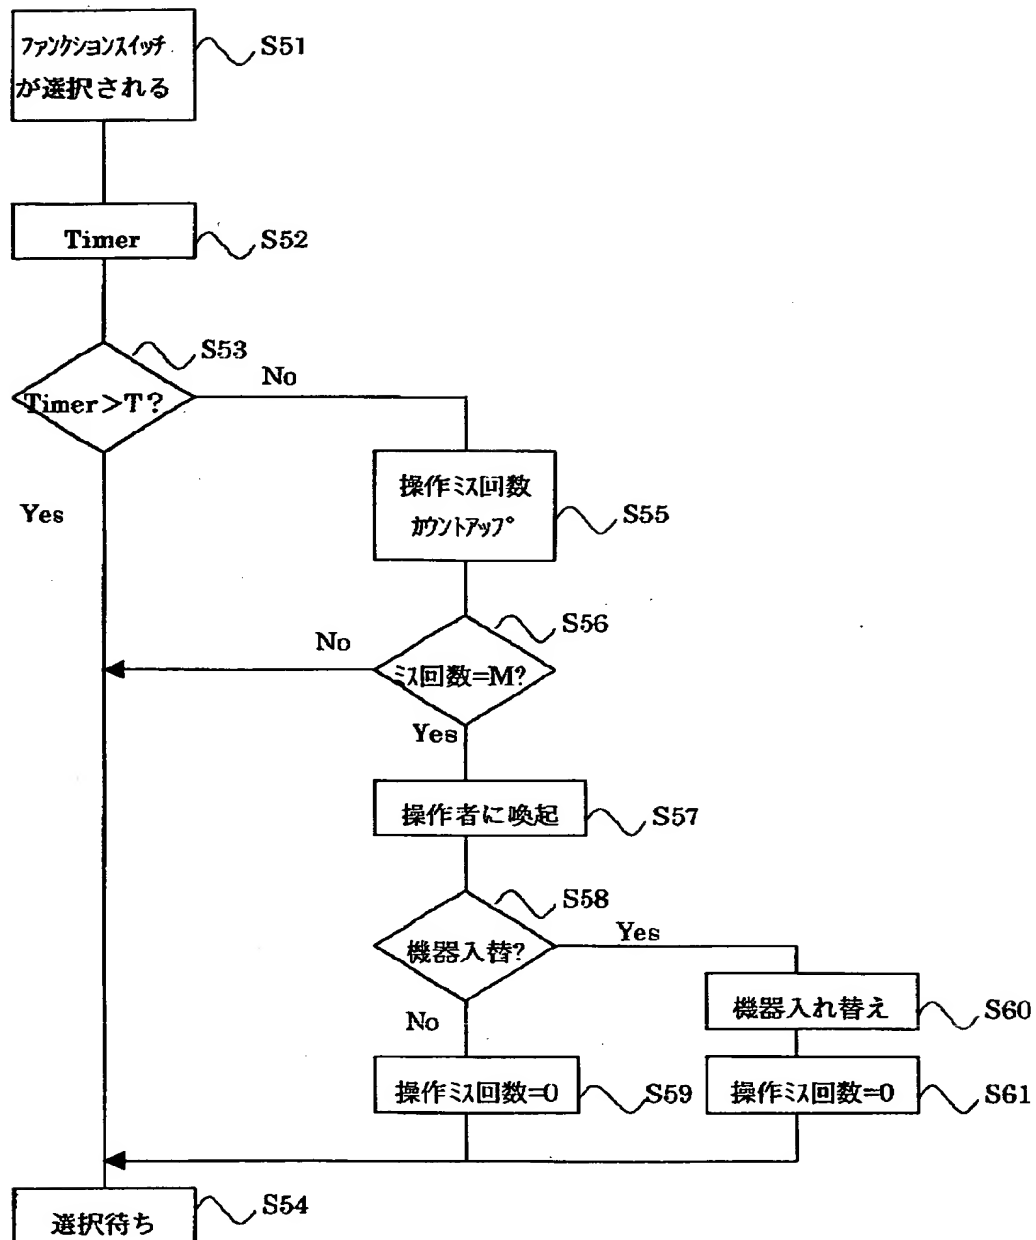 ﾌｧﾝｸｼｮﾝｽｲｯﾁ
が選択される
S51
Timer
S52
S53
Timer>T?
No
Yes
操作ﾐｽ回数
ｶｳﾝﾄｱｯﾌﾟ
S55
S56
No
ﾐｽ回数=M?
Yes
操作者に喚起
S57
S58
機器入替?
Yes
No
機器入れ替え
S60
操作ﾐｽ回数=0
S59
操作ﾐｽ回数=0
S61
S54
選択待ち